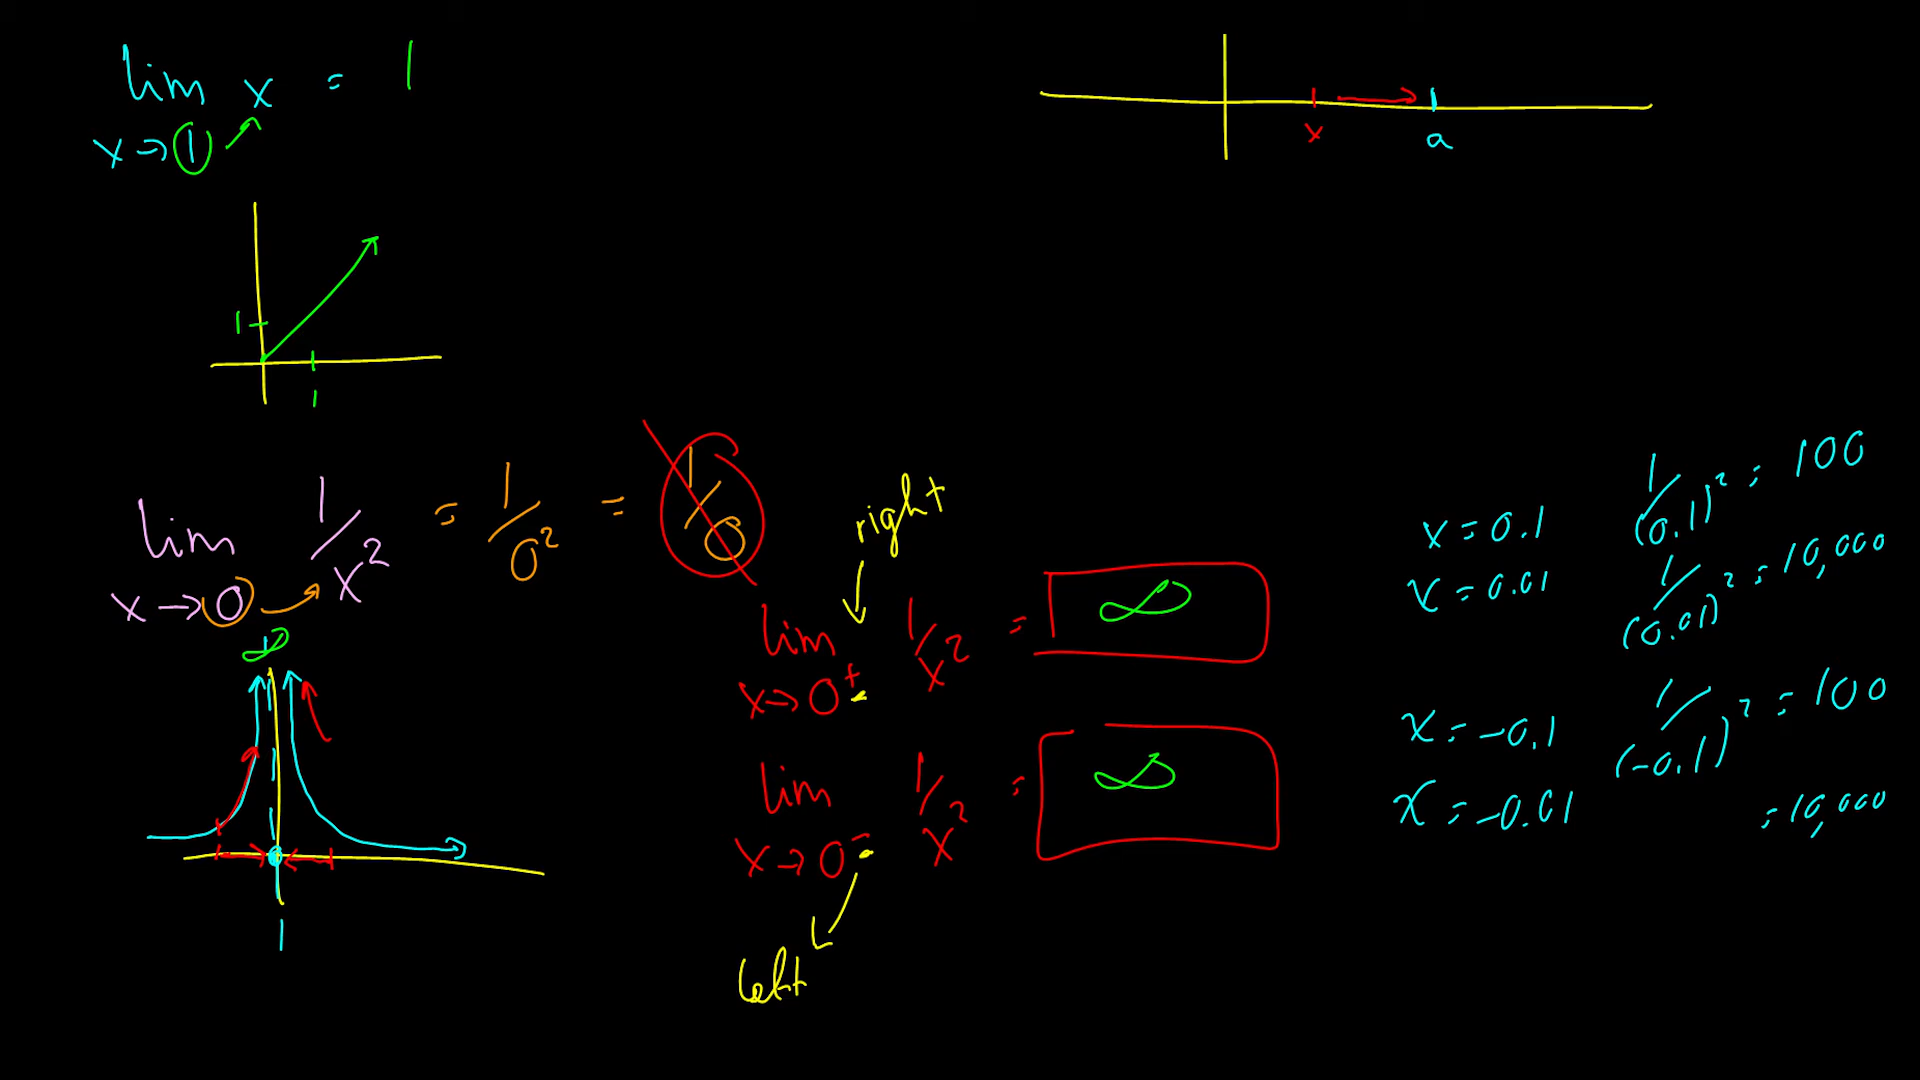 lim x = 1
x → 1
x
a
1
1
lim 1/x² = 1/0² = 1/0
x → 0
∞
1
right
lim 1/x² = ∞
x → 0⁺
lim 1/x² = ∞
x → 0⁻
left
x = 0.1 1/(0.1)² = 100
x = 0.01 1/(0.01)² = 10,000
x = -0.1 1/(-0.1)² = 100
x = -0.01 = 10,000